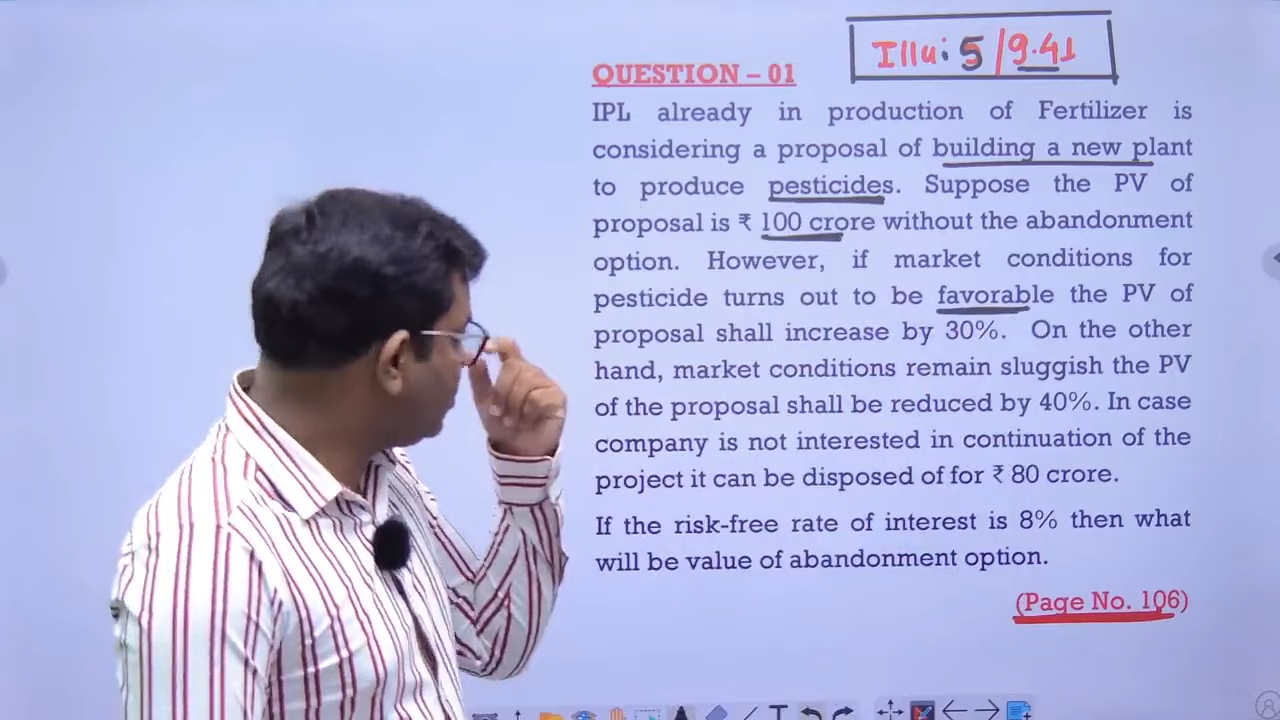 Illu: 5/9.41
QUESTION – 01
IPL already in production of Fertilizer is
considering a proposal of building a new plant
to produce pesticides. Suppose the PV of
proposal is ₹ 100 crore without the abandonment
option. However, if market conditions for
pesticide turns out to be favorable the PV of
proposal shall increase by 30%. On the other
hand, market conditions remain sluggish the PV
of the proposal shall be reduced by 40%. In case
company is not interested in continuation of the
project it can be disposed of for ₹ 80 crore.
If the risk-free rate of interest is 8% then what
will be value of abandonment option.
(Page No. 106)